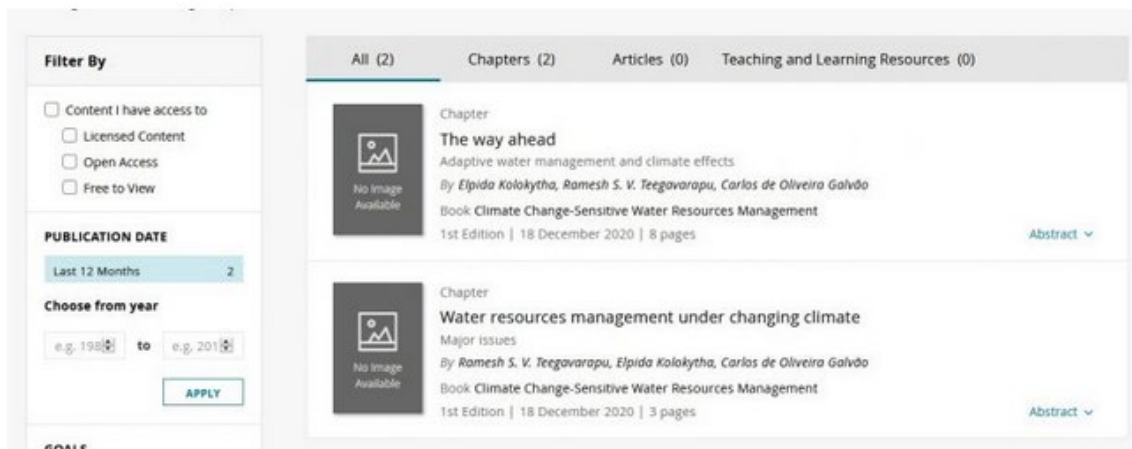 Filter By
Content I have access to
Licensed Content
Open Access
Free to View
PUBLICATION DATE
Last 12 Months 2
Choose from year
e.g. 198 to e.g. 201
APPLY
GOALS
All (2) Chapters (2) Articles (0) Teaching and Learning Resources (0)
No Image
Available
Chapter
The way ahead
Adaptive water management and climate effects
By Elpida Kolokytha, Ramesh S. V. Teegavarapu, Carlos de Oliveira Galvão
Book Climate Change-Sensitive Water Resources Management
1st Edition | 18 December 2020 | 8 pages
Abstract
No Image
Available
Chapter
Water resources management under changing climate
Major issues
By Ramesh S. V. Teegavarapu, Elpida Kolokytha, Carlos de Oliveira Galvão
Book Climate Change-Sensitive Water Resources Management
1st Edition | 18 December 2020 | 3 pages
Abstract